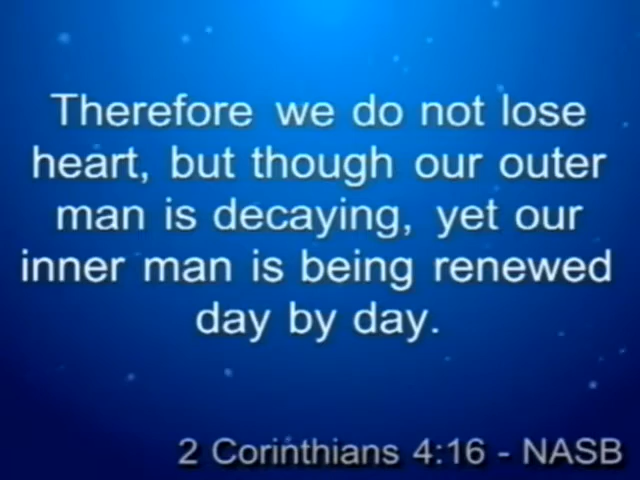 Therefore we do not lose
heart, but though our outer
man is decaying, yet our
inner man is being renewed
day by day.
2 Corinthians 4:16 - NASB